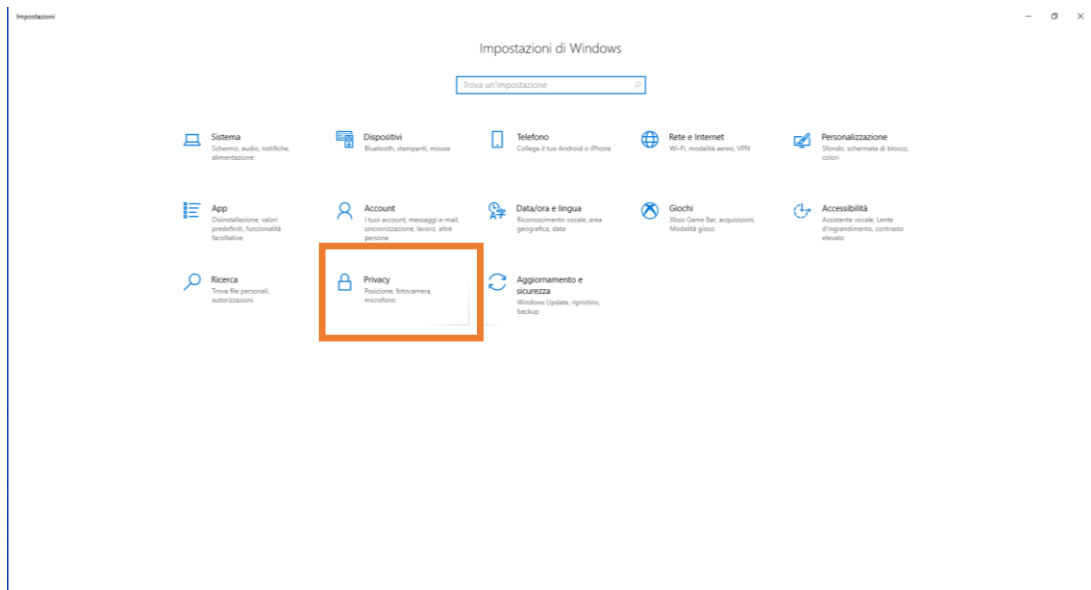 Impostazioni
Impostazioni di Windows
Trova un'impostazione
Sistema
Schermo, audio, notifiche,
alimentazione
Dispositivi
Bluetooth, stampanti, mouse
Telefono
Collega il tuo Android o iPhone
Rete e Internet
Wi-Fi, modalità aereo, VPN
Personalizzazione
Sfondo, schermata di blocco,
colori
App
Disinstallazione, valori
predefiniti, funzionalità
facoltative
Account
I tuoi account, messaggi e-mail,
sincronizzazione, lavoro, altre
persone
Data/ora e lingua
Riconoscimento vocale, area
geografica, data
Giochi
Xbox Game Bar, acquisizioni,
Modalità gioco
Accessibilità
Assistente vocale, Lente
d'ingrandimento, contrasto
elevato
Ricerca
Trova file personali,
autorizzazioni
Privacy
Posizione, fotocamera,
microfono
Aggiornamento e
sicurezza
Windows Update, ripristino,
backup